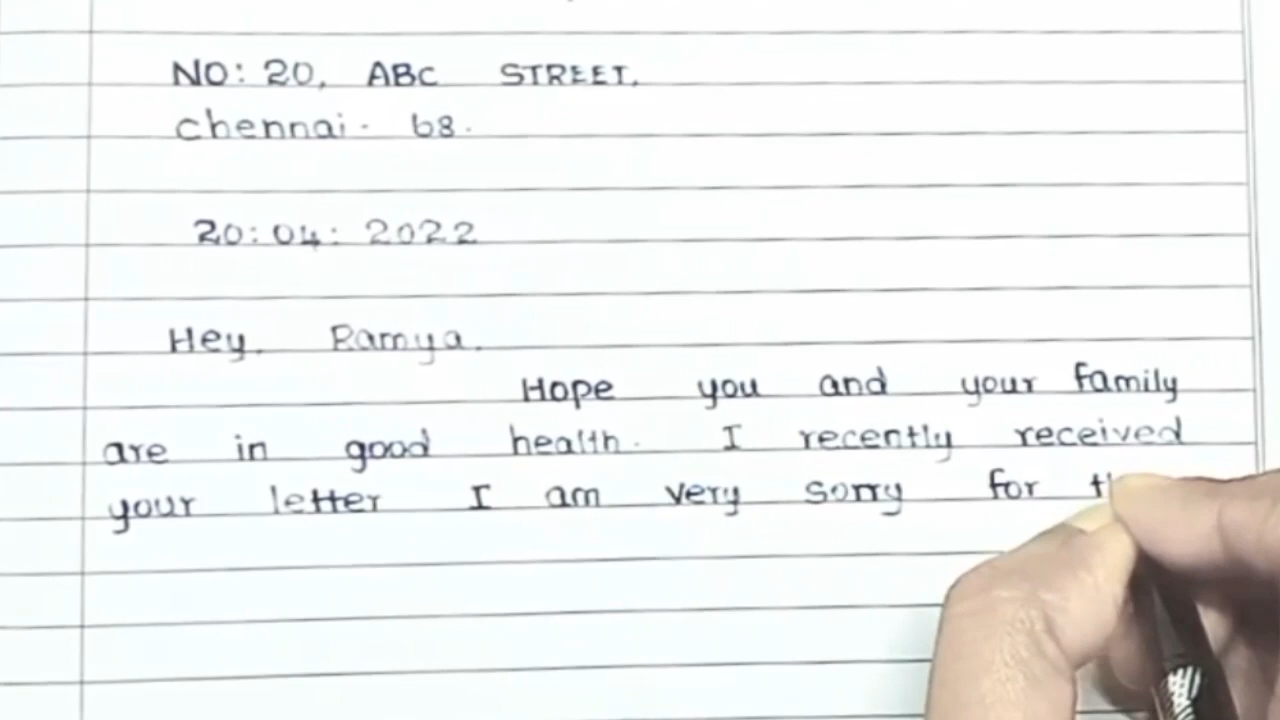 NO: 20, ABC STREET.
Chennai - 68.
20:04: 2022
Hey. Ramya.
Hope you and your family
are in good health. I recently received
your letter I am very sorry for